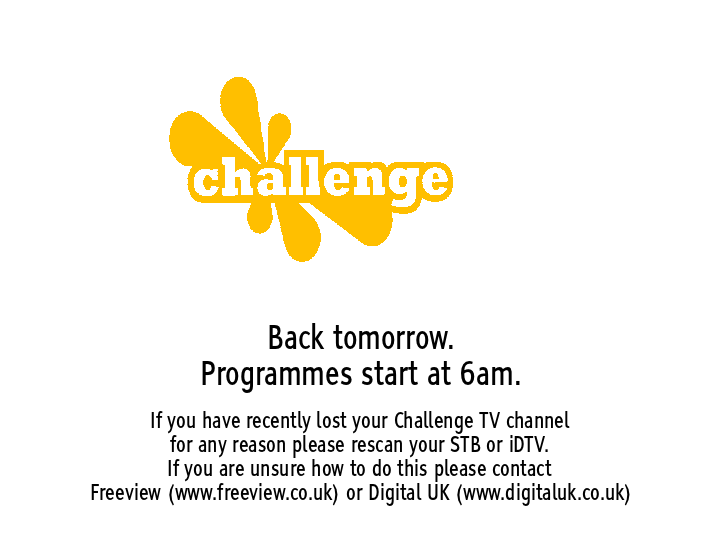 challenge
Back tomorrow.
Programmes start at 6am.
If you have recently lost your Challenge TV channel
for any reason please rescan your STB or iDTV.
If you are unsure how to do this please contact
Freeview (www.freeview.co.uk) or Digital UK (www.digitaluk.co.uk)